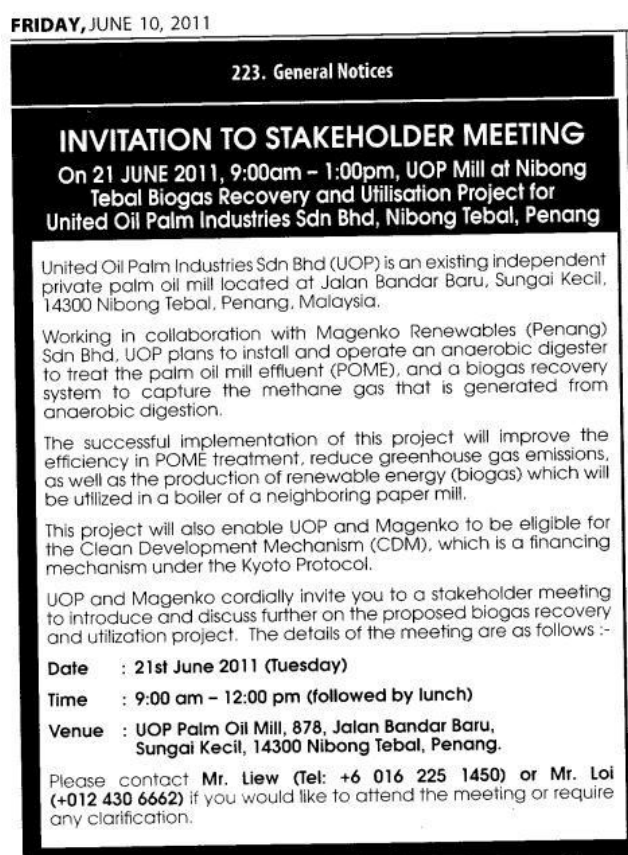 FRIDAY, JUNE 10, 2011
223. General Notices
INVITATION TO STAKEHOLDER MEETING
On 21 JUNE 2011, 9:00am – 1:00pm, UOP Mill at Nibong
Tebal Biogas Recovery and Utilisation Project for
United Oil Palm Industries Sdn Bhd, Nibong Tebal, Penang
United Oil Palm Industries Sdn Bhd (UOP) is an existing independent
private palm oil mill located at Jalan Bandar Baru, Sungai Kecil,
14300 Nibong Tebal, Penang, Malaysia.
Working in collaboration with Magenko Renewables (Penang)
Sdn Bhd, UOP plans to install and operate an anaerobic digester
to treat the palm oil mill effluent (POME), and a biogas recovery
system to capture the methane gas that is generated from
anaerobic digestion.
The successful implementation of this project will improve the
efficiency in POME treatment, reduce greenhouse gas emissions,
as well as the production of renewable energy (biogas) which will
be utilized in a boiler of a neighboring paper mill.
This project will also enable UOP and Magenko to be eligible for
the Clean Development Mechanism (CDM), which is a financing
mechanism under the Kyoto Protocol.
UOP and Magenko cordially invite you to a stakeholder meeting
to introduce and discuss further on the proposed biogas recovery
and utilization project. The details of the meeting are as follows :-
Date : 21st June 2011 (Tuesday)
Time : 9:00 am – 12:00 pm (followed by lunch)
Venue : UOP Palm Oil Mill, 878, Jalan Bandar Baru,
Sungai Kecil, 14300 Nibong Tebal, Penang.
Please contact Mr. Liew (Tel: +6 016 225 1450) or Mr. Loi
(+012 430 6662) if you would like to attend the meeting or require
any clarification.